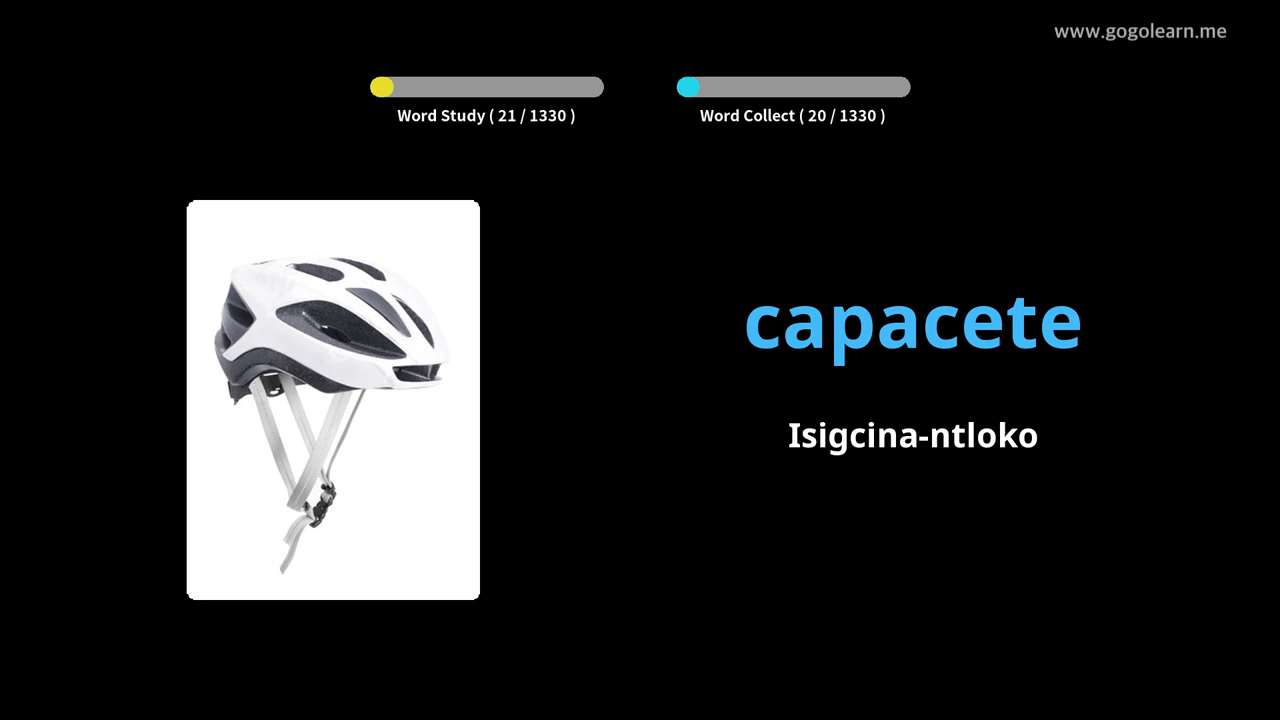 www.gogolearn.me
Word Study ( 21 / 1330 )
Word Collect ( 20 / 1330 )
capacete
Isigcina-ntloko